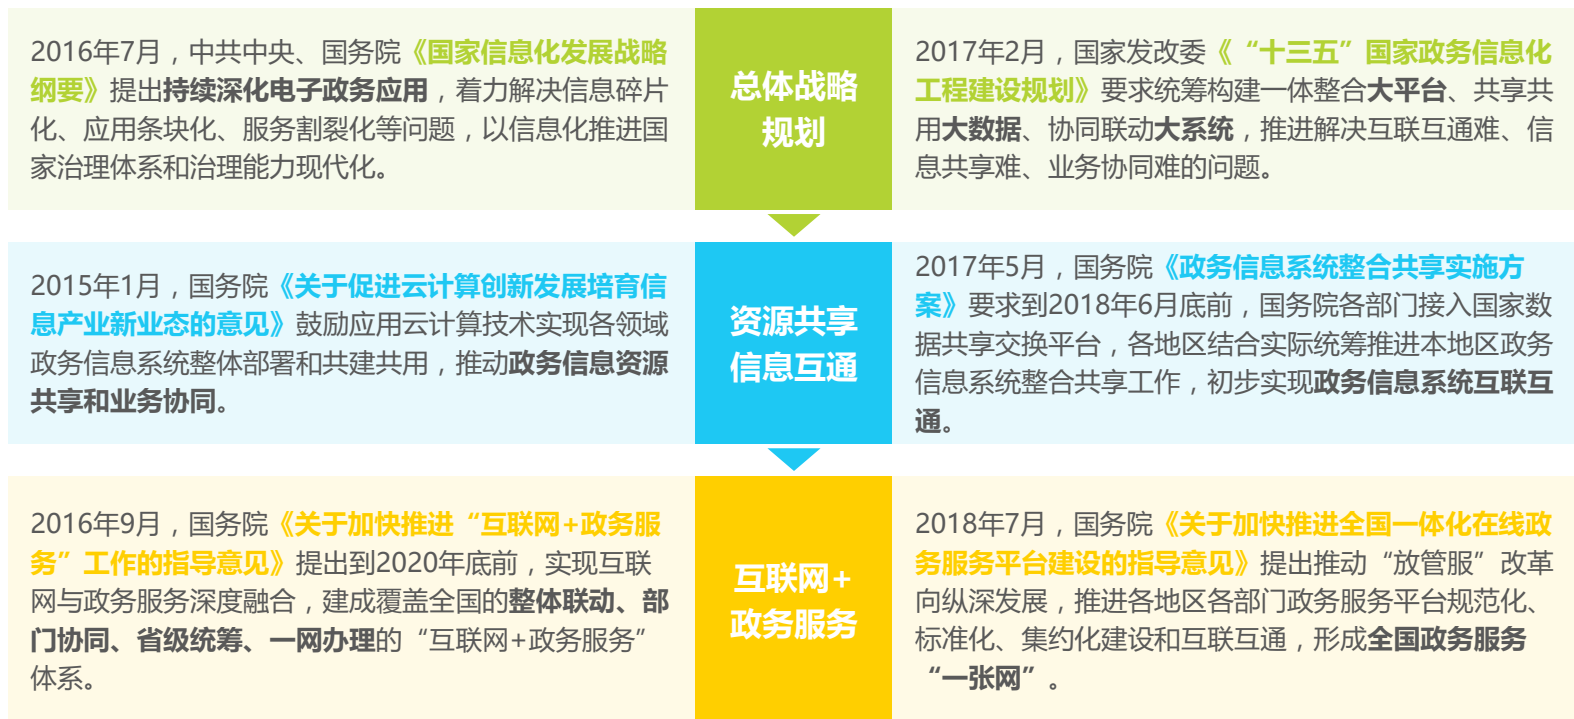 2016年7月，中共中央、国务院《国家信息化发展战略
纲要》提出持续深化电子政务应用，着力解决信息碎片
化、应用条块化、服务割裂化等问题，以信息化推进国
家治理体系和治理能力现代化。
总体战略
规划
2017年2月，国家发改委《“十三五”国家政务信息化
工程建设规划》要求统筹构建一体整合大平台、共享共
用大数据、协同联动大系统，推进解决互联互通难、信
息共享难、业务协同难的问题。
2015年1月，国务院《关于促进云计算创新发展培育信
息产业新业态的意见》鼓励应用云计算技术实现各领域
政务信息系统整体部署和共建共用，推动政务信息资源
共享和业务协同。
资源共享
信息互通
2017年5月，国务院《政务信息系统整合共享实施方
案》要求到2018年6月底前，国务院各部门接入国家数
据共享交换平台，各地区结合实际统筹推进本地区政务
信息系统整合共享工作，初步实现政务信息系统互联互
通。
2016年9月，国务院《关于加快推进“互联网+政务服
务”工作的指导意见》提出到2020年底前，实现互联
网与政务服务深度融合，建成覆盖全国的整体联动、部
门协同、省级统筹、一网办理的“互联网+政务服务”
体系。
互联网+
政务服务
2018年7月，国务院《关于加快推进全国一体化在线政
务服务平台建设的指导意见》提出推动“放管服”改革
向纵深发展，推进各地区各部门政务服务平台规范化、
标准化、集约化建设和互联互通，形成全国政务服务
“一张网”。